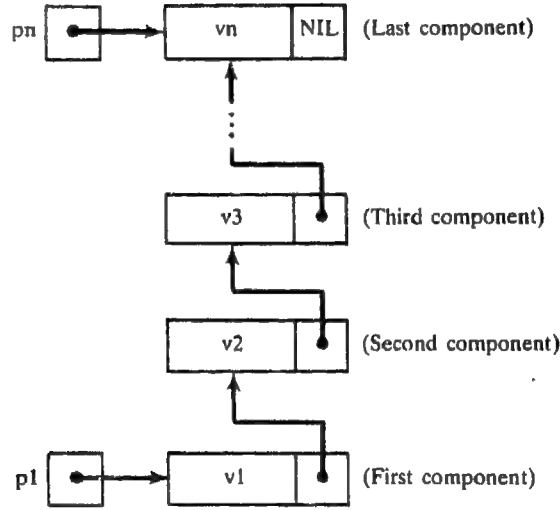 pn vn NIL (Last component)
v3 (Third component)
v2 (Second component)
p1 v1 (First component)